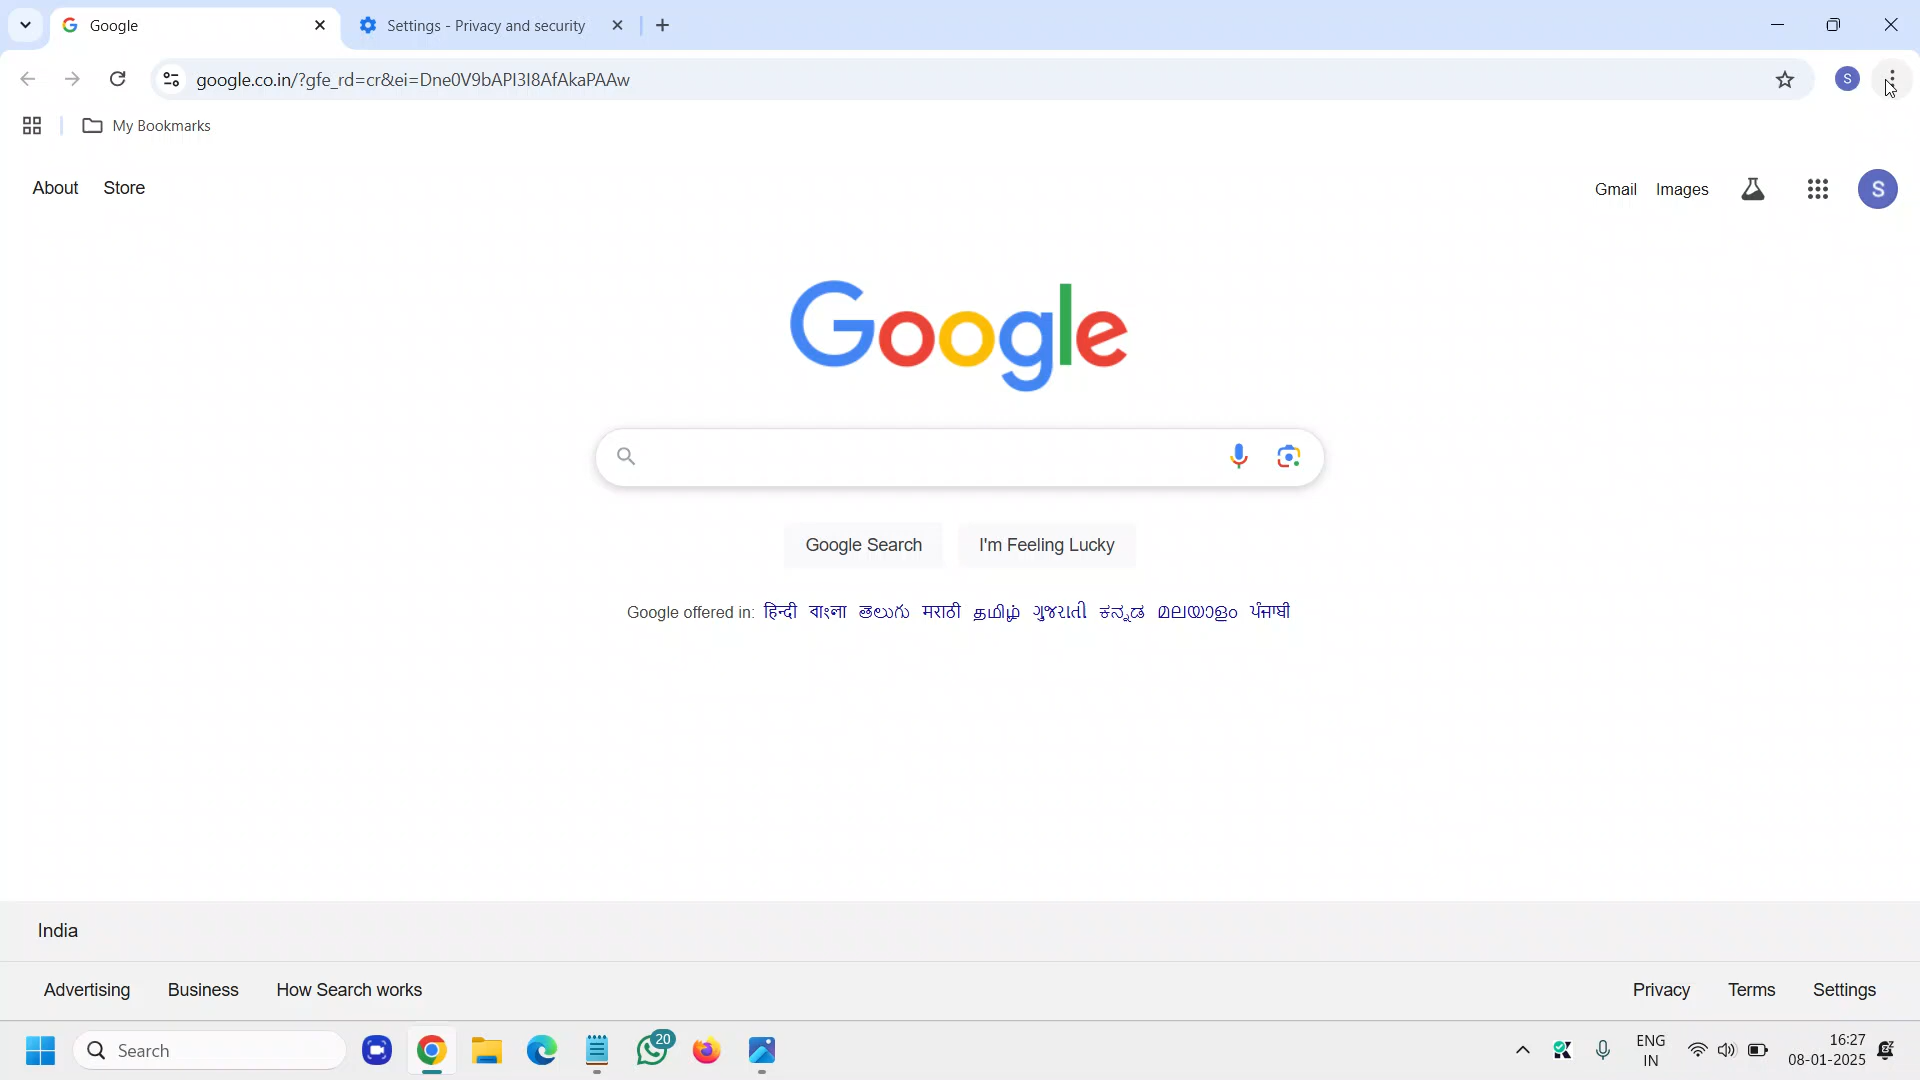 Google
Settings - Privacy and security
google.co.in/?gfe_rd=cr&ei=Dne0V9bAPI3I8AfAkaPAAw
S
My Bookmarks
About Store
Gmail Images S
Google
Google Search I'm Feeling Lucky
Google offered in: हिन्दी বাংলা తెలుగు मराठी தமிழ் ગુજરાતી ಕನ್ನಡ മലയാളം ਪੰਜਾਬੀ
India
Advertising Business How Search works
Privacy Terms Settings
Search
20
ENG
IN
16:27
08-01-2025